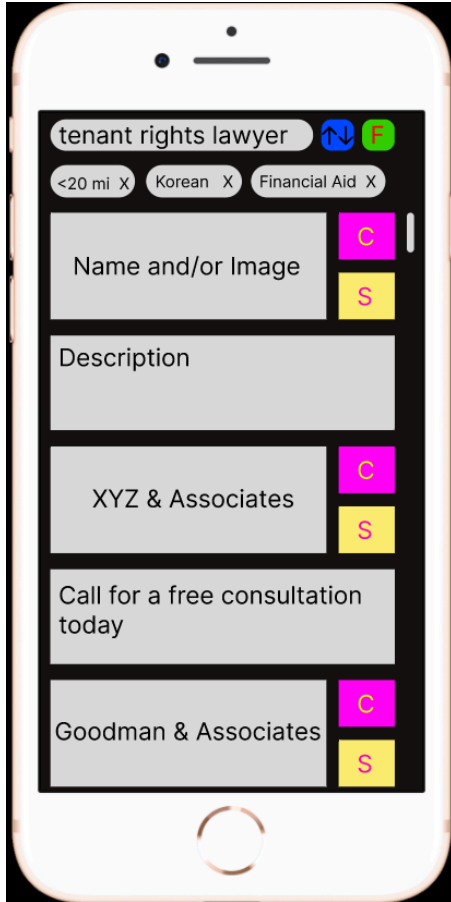 tenant rights lawyer ↑↓ F
<20 mi X Korean X Financial Aid X
Name and/or Image
C
S
Description
XYZ & Associates
C
S
Call for a free consultation
today
Goodman & Associates
C
S